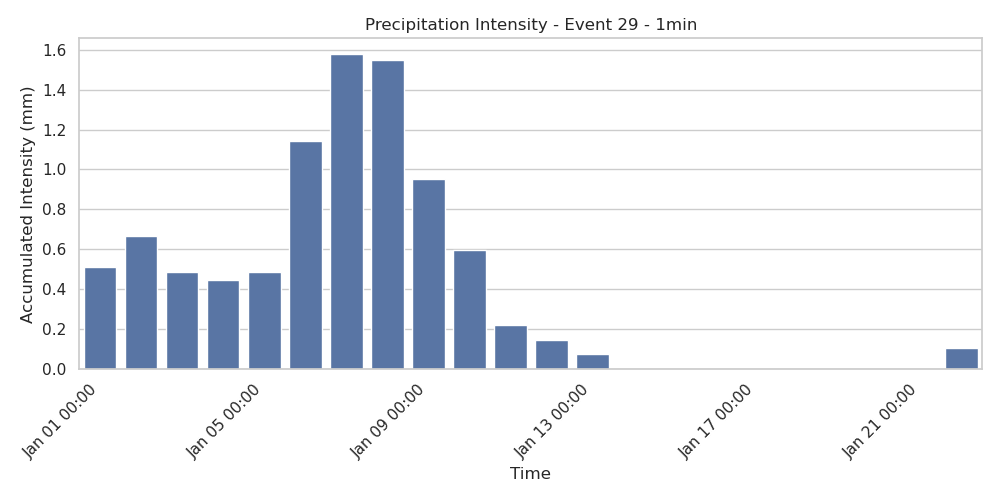 Precipitation Intensity - Event 29 - 1min
Accumulated Intensity (mm)
1.6
1.4
1.2
1.0
0.8
0.6
0.4
0.2
0.0
Jan 01 00:00
Jan 05 00:00
Jan 09 00:00
Jan 13 00:00
Jan 17 00:00
Jan 21 00:00
Time